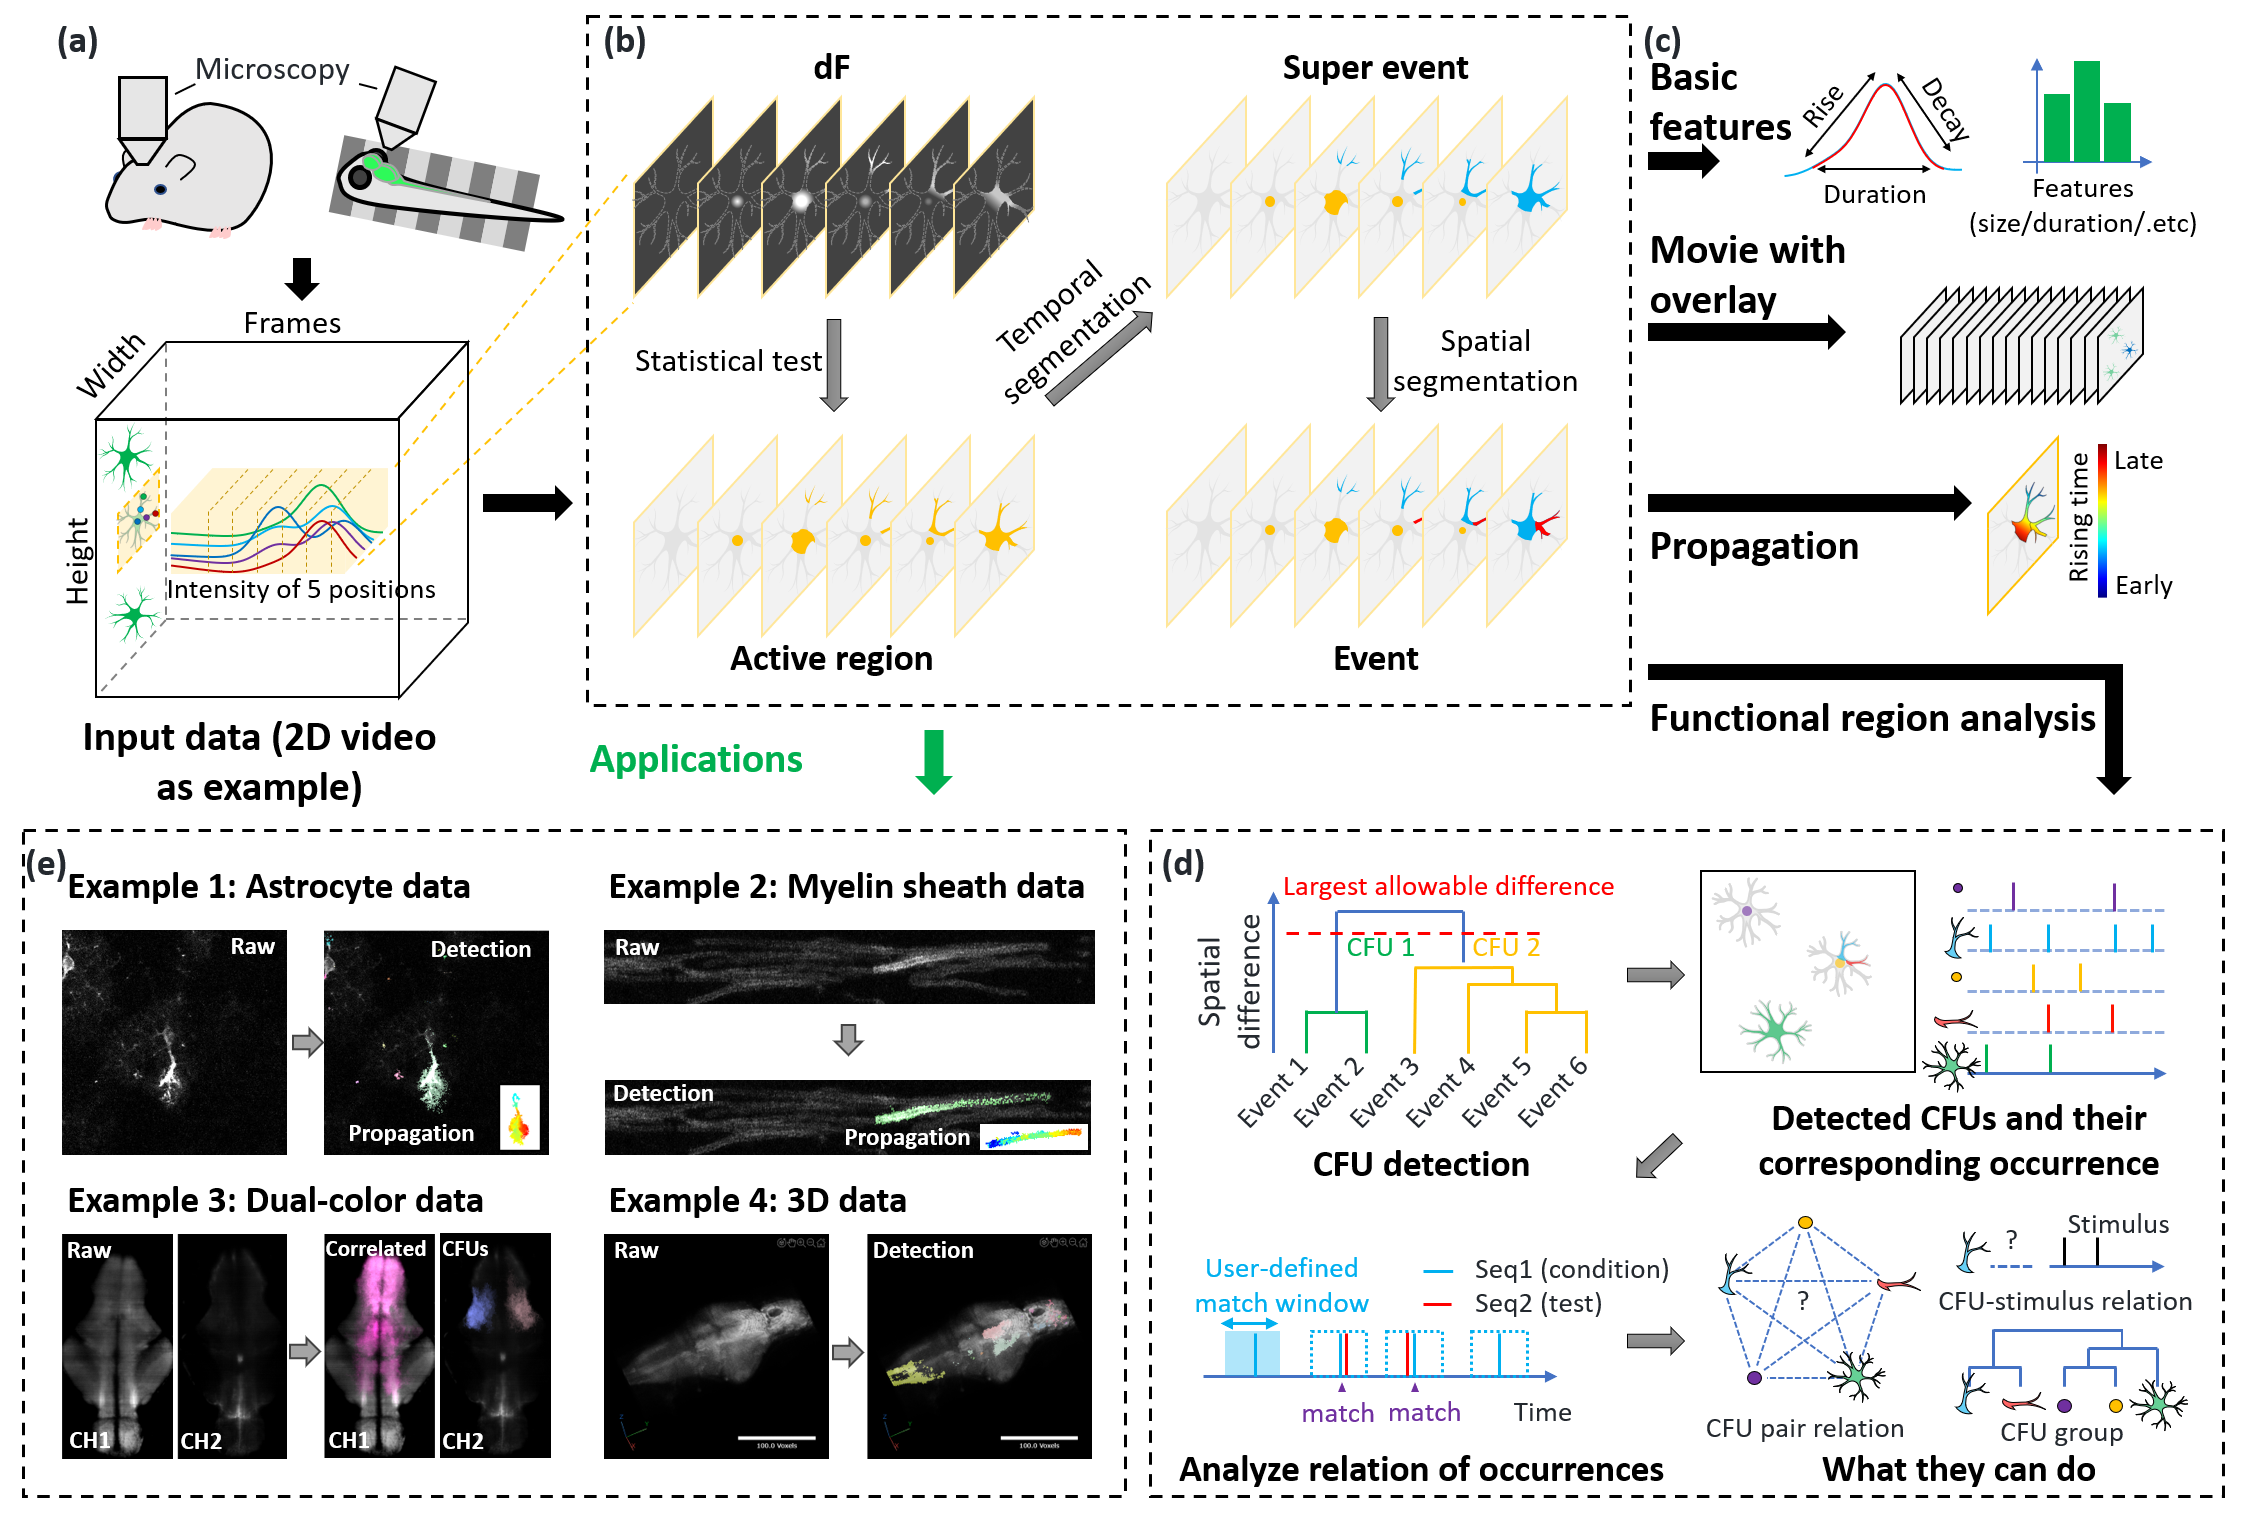 (a)
Microscopy
Frames
Width
Height
Intensity of 5 positions
Input data (2D video
as example)
(b)
dF
Super event
Statistical test
Temporal
segmentation
Spatial
segmentation
Active region
Event
Applications
(c)
Basic
features
Rise
Decay
Duration
Features
(size/duration/.etc)
Movie with
overlay
Propagation
Rising time
Late
Early
Functional region analysis
(e)
Example 1: Astrocyte data
Raw
Detection
Propagation
Example 2: Myelin sheath data
Raw
Detection
Propagation
Example 3: Dual-color data
Raw
CH1
CH2
Correlated
CH1
CFUs
CH2
Example 4: 3D data
Raw
100.0 Voxels
Detection
100.0 Voxels
(d)
Largest allowable difference
Spatial
difference
CFU 1
CFU 2
Event 1
Event 2
Event 3
Event 4
Event 5
Event 6
CFU detection
Detected CFUs and their
corresponding occurrence
User-defined
match window
Seq1 (condition)
Seq2 (test)
match
match
Time
Analyze relation of occurrences
?
CFU pair relation
?
Stimulus
CFU-stimulus relation
CFU group
What they can do